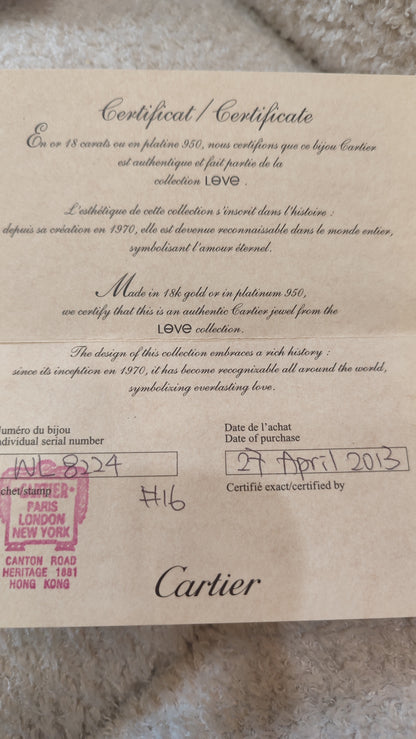 Certificat / Certificate
En or 18 carats ou en platine 950, nous certifions que ce bijou Cartier
est authentique et fait partie de la
collection LOVE .
L'esthétique de cette collection s'inscrit dans l'histoire :
depuis sa création en 1970, elle est devenue reconnaissable dans le monde entier,
symbolisant l'amour éternel.
Made in 18k gold or in platinum 950,
we certify that this is an authentic Cartier jewel from the
LOVE collection.
The design of this collection embraces a rich history :
since its inception in 1970, it has become recognizable all around the world,
symbolizing everlasting love.
Numéro du bijou
ndividual serial number
WL 8224
chet/stamp
#16
CARTIER
PARIS
LONDON
NEW YORK
CANTON ROAD
HERITAGE 1881
HONG KONG
Date de l'achat
Date of purchase
27 April 2013
Certifié exact/certified by
Cartier